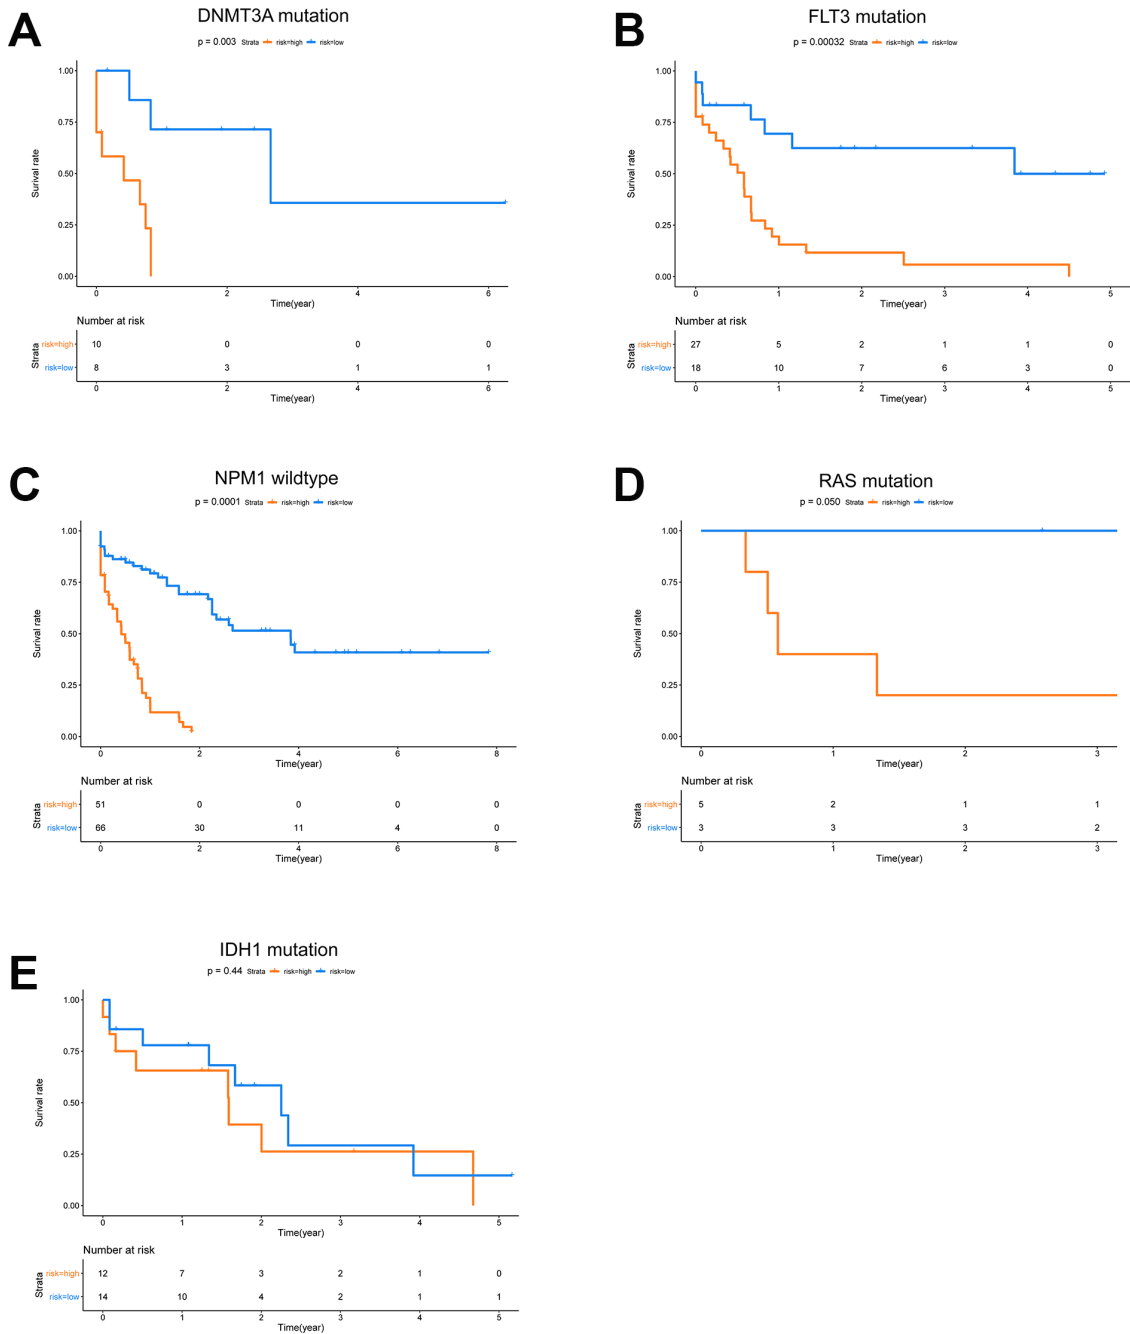 A
DNMT3A mutation
p = 0.003 Strata risk=high risk=low
1.00
0.75
0.50
0.25
0.00
Surival rate
0 2 4 6
Time(year)
Number at risk
Strata
risk=high 10 0 0 0
risk=low 8 3 1 1
0 2 4 6
Time(year)
B
FLT3 mutation
p = 0.00032 Strata risk=high risk=low
1.00
0.75
0.50
0.25
0.00
Surival rate
0 1 2 3 4 5
Time(year)
Number at risk
Strata
risk=high 27 5 2 1 1 0
risk=low 18 10 7 6 3 0
0 1 2 3 4 5
Time(year)
C
NPM1 wildtype
p = 0.0001 Strata risk=high risk=low
1.00
0.75
0.50
0.25
0.00
Surival rate
0 2 4 6 8
Time(year)
Number at risk
Strata
risk=high 51 0 0 0 0
risk=low 66 30 11 4 0
0 2 4 6 8
Time(year)
D
RAS mutation
p = 0.050 Strata risk=high risk=low
1.00
0.75
0.50
0.25
0.00
Surival rate
0 1 2 3
Time(year)
Number at risk
Strata
risk=high 5 2 1 1
risk=low 3 3 3 2
0 1 2 3
Time(year)
E
IDH1 mutation
p = 0.44 Strata risk=high risk=low
1.00
0.75
0.50
0.25
0.00
Surival rate
0 1 2 3 4 5
Time(year)
Number at risk
Strata
risk=high 12 7 3 2 1 0
risk=low 14 10 4 2 1 1
0 1 2 3 4 5
Time(year)